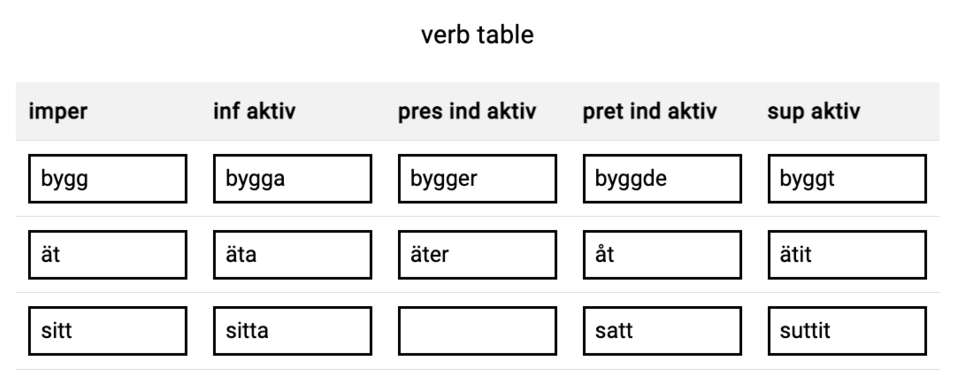 verb table
imper inf aktiv pres ind aktiv pret ind aktiv sup aktiv
bygg bygga bygger byggde byggt
ät äta äter åt ätit
sitt sitta satt suttit